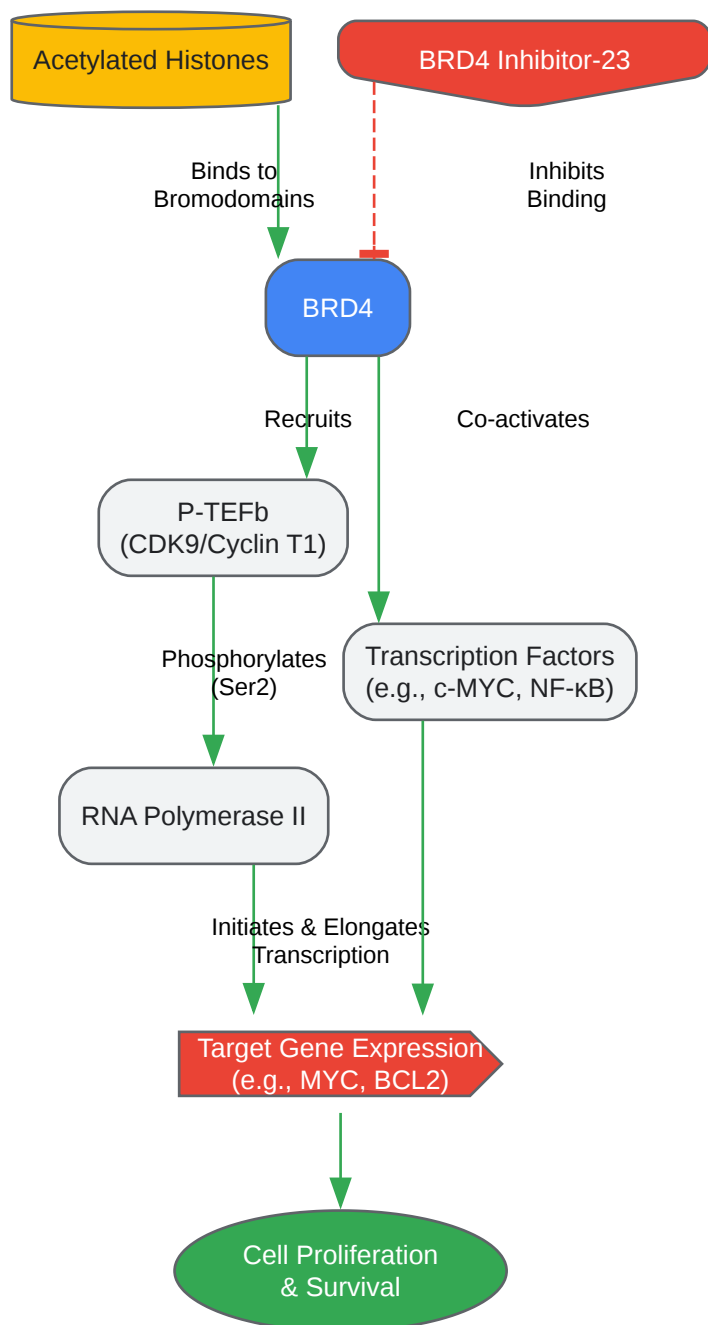 Acetylated Histones
BRD4 Inhibitor-23
Binds to
Bromodomains
Inhibits
Binding
BRD4
Recruits
Co-activates
P-TEFb
(CDK9/Cyclin T1)
Phosphorylates
(Ser2)
Transcription Factors
(e.g., c-MYC, NF-κB)
RNA Polymerase II
Initiates & Elongates
Transcription
Target Gene Expression
(e.g., MYC, BCL2)
Cell Proliferation
& Survival